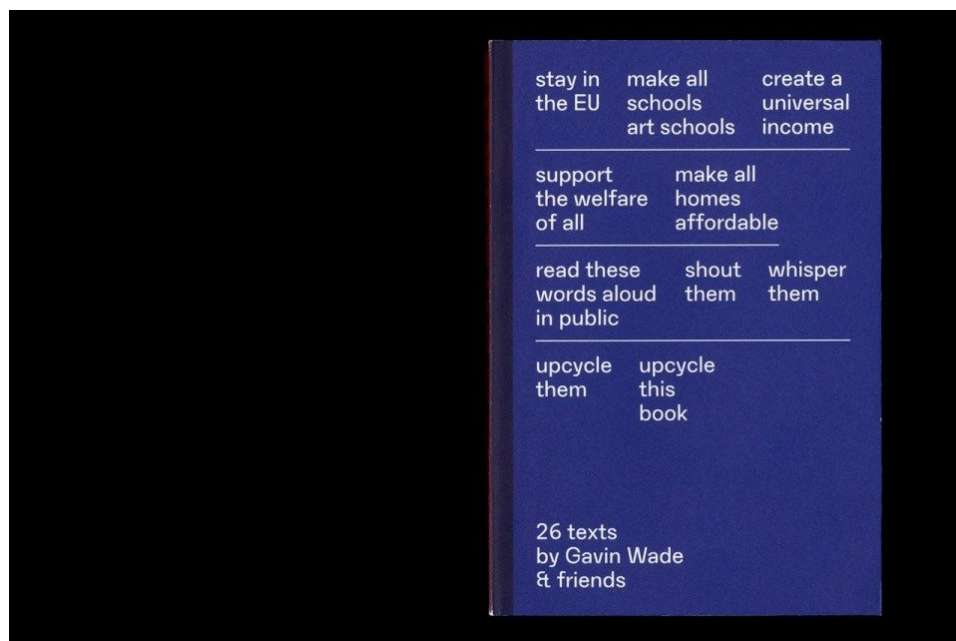 stay in
the EU
make all
schools
art schools
create a
universal
income
support
the welfare
of all
make all
homes
affordable
read these
words aloud
in public
shout
them
whisper
them
upcycle
them
upcycle
this
book
26 texts
by Gavin Wade
& friends